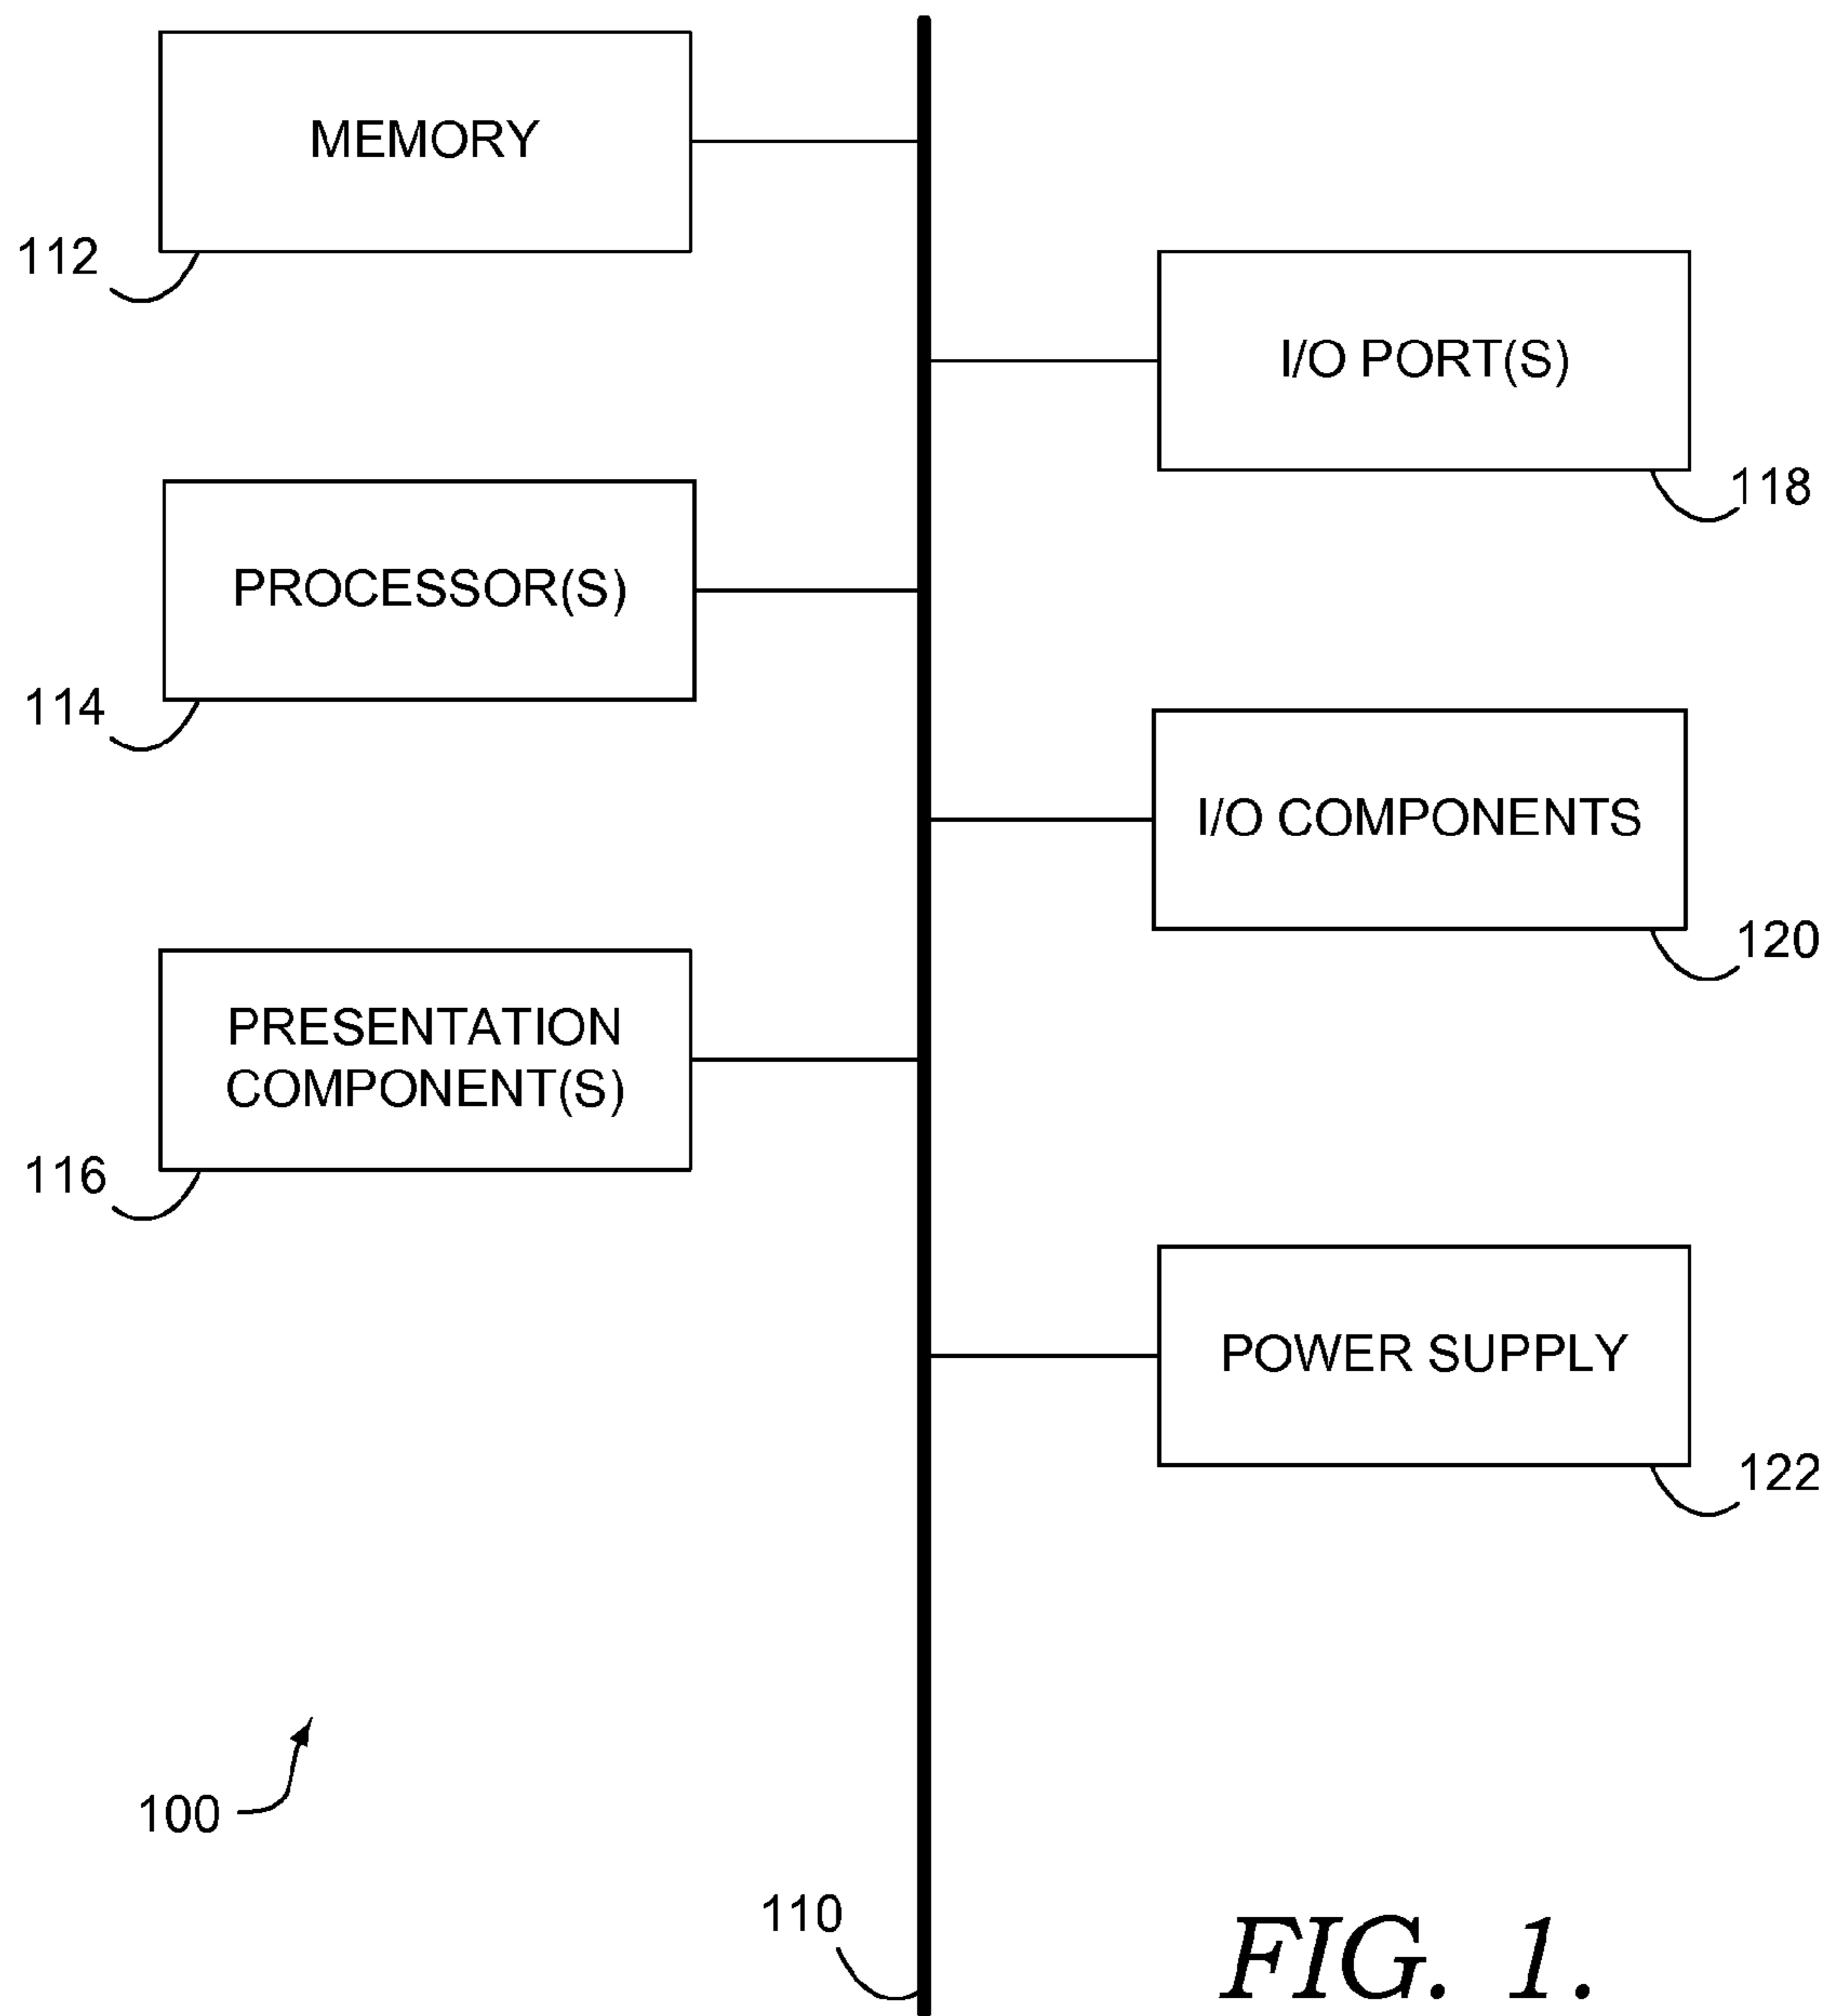 MEMORY
112
I/O PORT(S)
118
PROCESSOR(S)
114
I/O COMPONENTS
120
PRESENTATION
COMPONENT(S)
116
POWER SUPPLY
122
100
110
FIG. 1.